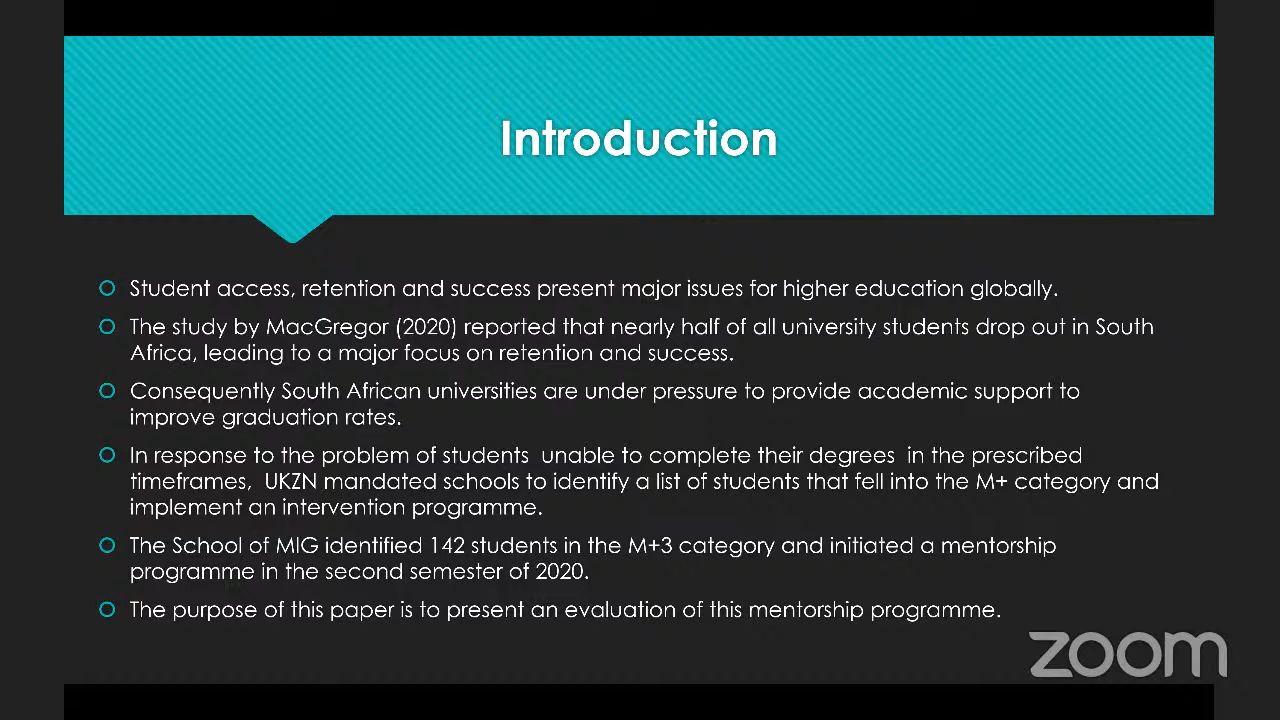 Introduction
Student access, retention and success present major issues for higher education globally.
The study by MacGregor (2020) reported that nearly half of all university students drop out in South
Africa, leading to a major focus on retention and success.
Consequently South African universities are under pressure to provide academic support to
improve graduation rates.
In response to the problem of students unable to complete their degrees in the prescribed
timeframes, UKZN mandated schools to identify a list of students that fell into the M+ category and
implement an intervention programme.
The School of MIG identified 142 students in the M+3 category and initiated a mentorship
programme in the second semester of 2020.
The purpose of this paper is to present an evaluation of this mentorship programme.
zoom